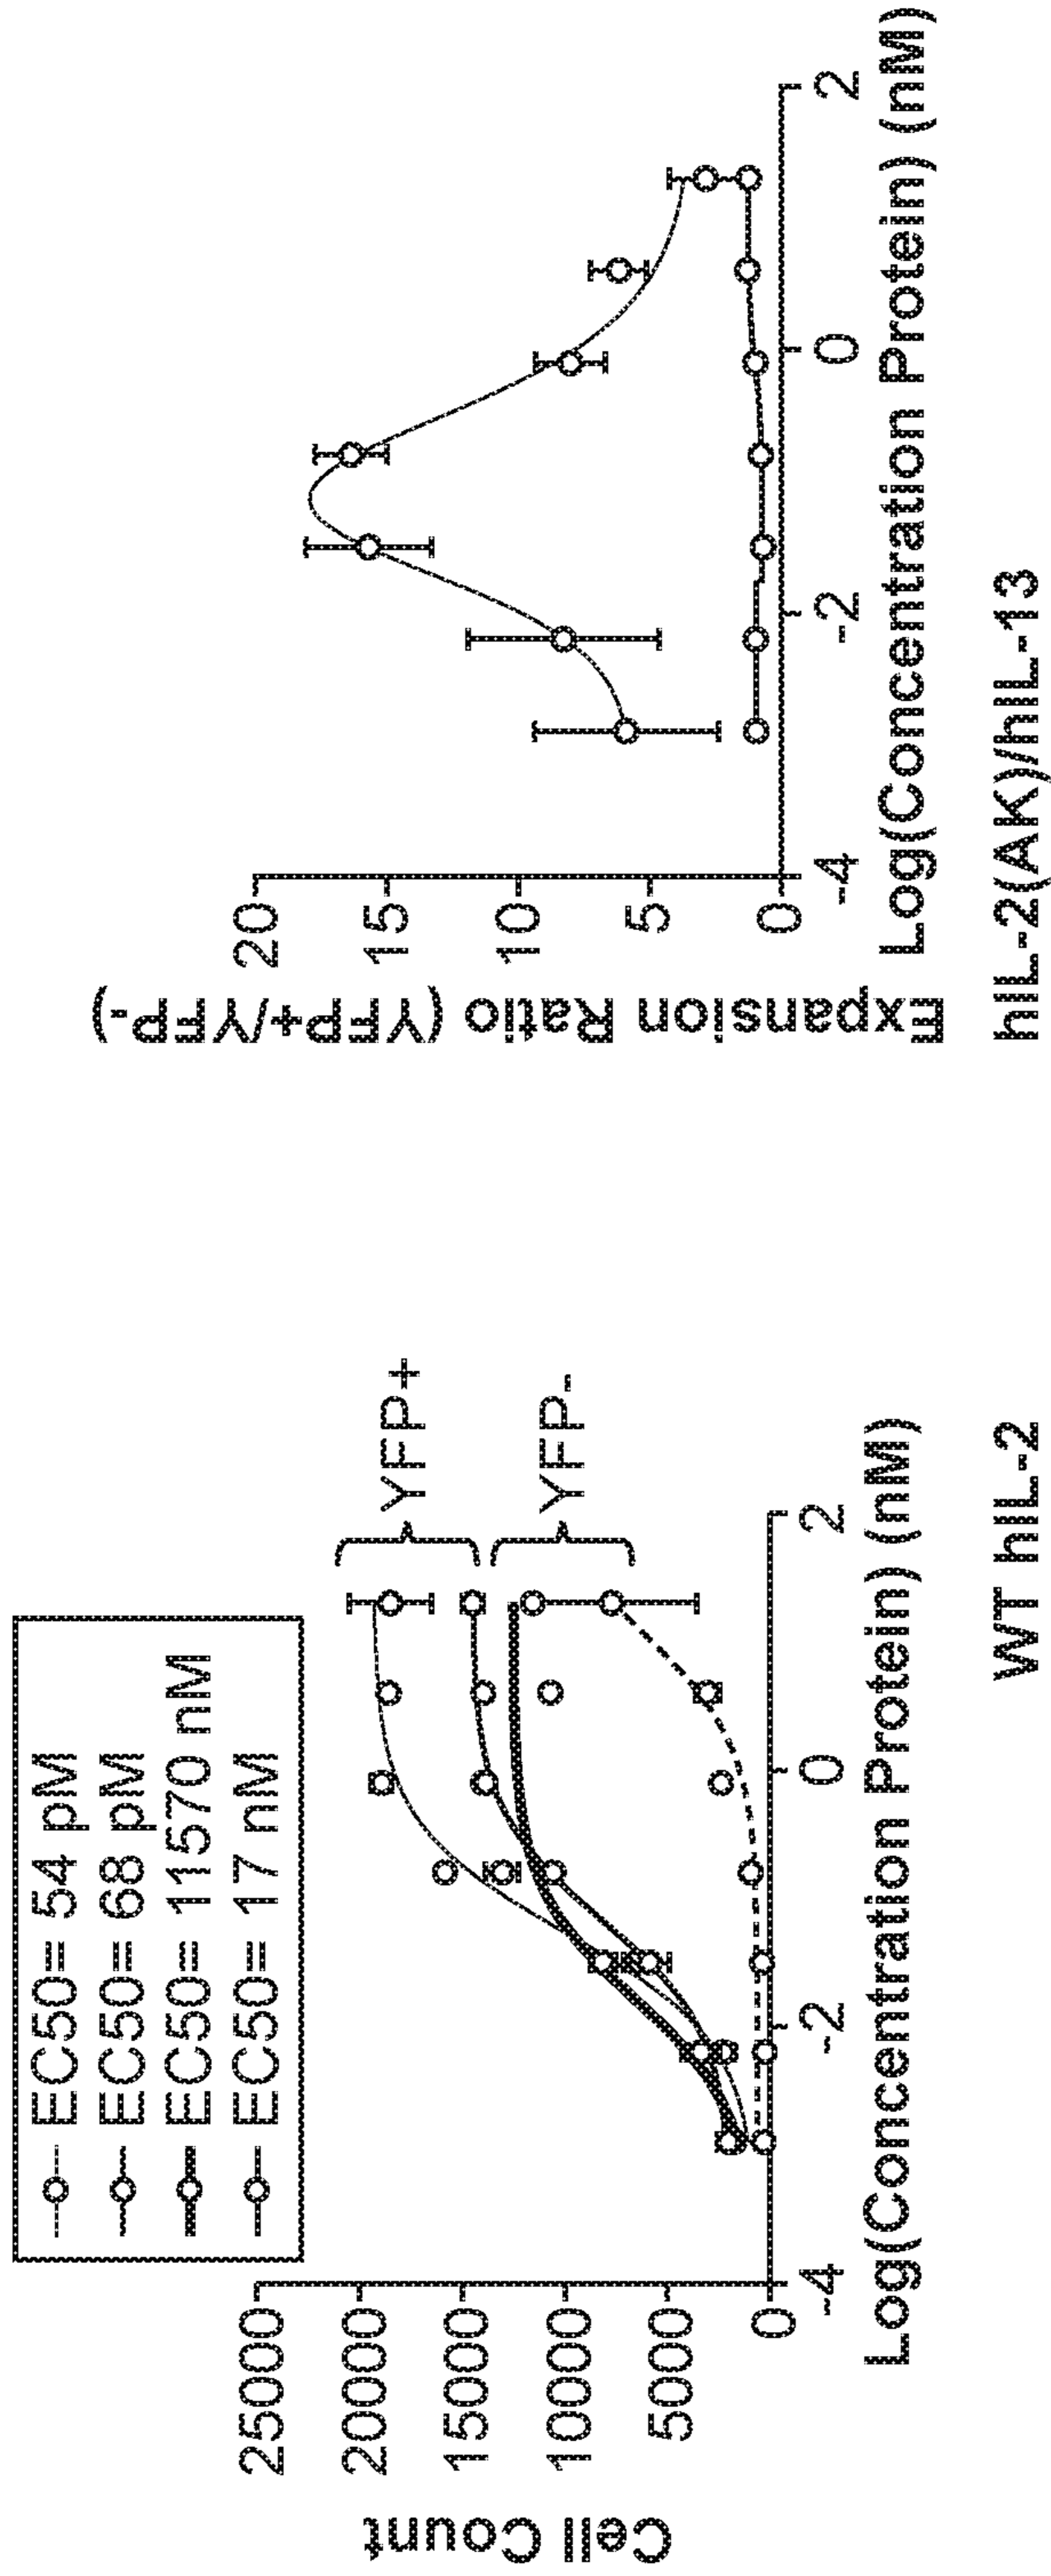 EC50= 54 pM
EC50= 68 pM
EC50= 11570 nM
EC50= 17 nM
Cell Count
25000
20000
15000
10000
5000
0
-4
-2
0
2
Log(Concentration Protein) (nM)
YFP+
YFP-
WT hIL-2
Expansion Ratio (YFP+/YFP-)
20
15
10
5
0
-4
-2
0
2
Log(Concentration Protein) (nM)
hIL-2(AK)/hIL-13